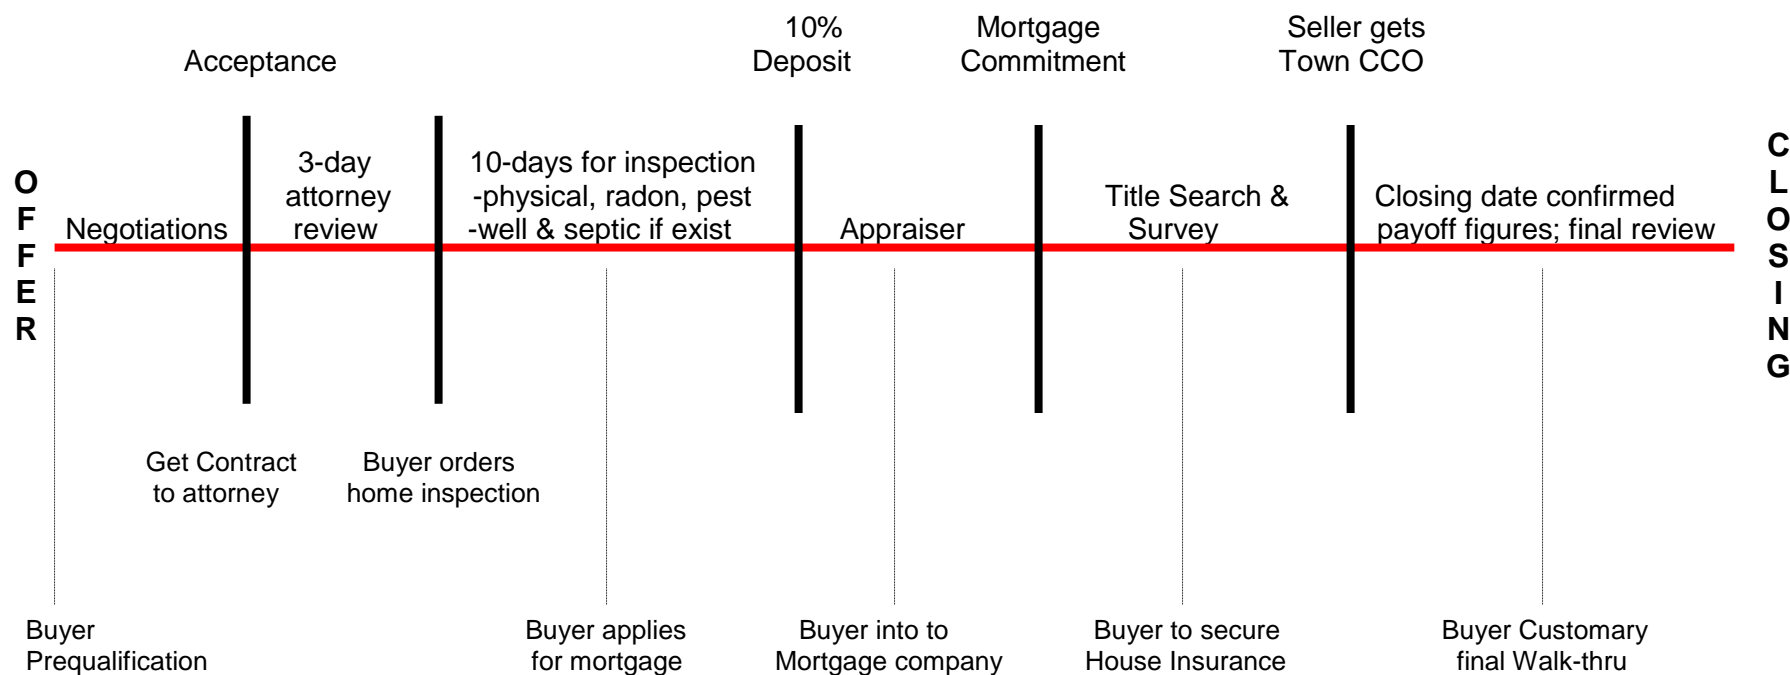 10%
Deposit
Mortgage
Commitment
Seller gets
Town CCO
Acceptance
OFFER
Negotiations
3-day
attorney
review
10-days for inspection
-physical, radon, pest
-well & septic if exist
Appraiser
Title Search &
Survey
Closing date confirmed
payoff figures; final review
CLOSING
Get Contract
to attorney
Buyer orders
home inspection
Buyer
Prequalification
Buyer applies
for mortgage
Buyer into to
Mortgage company
Buyer to secure
House Insurance
Buyer Customary
final Walk-thru